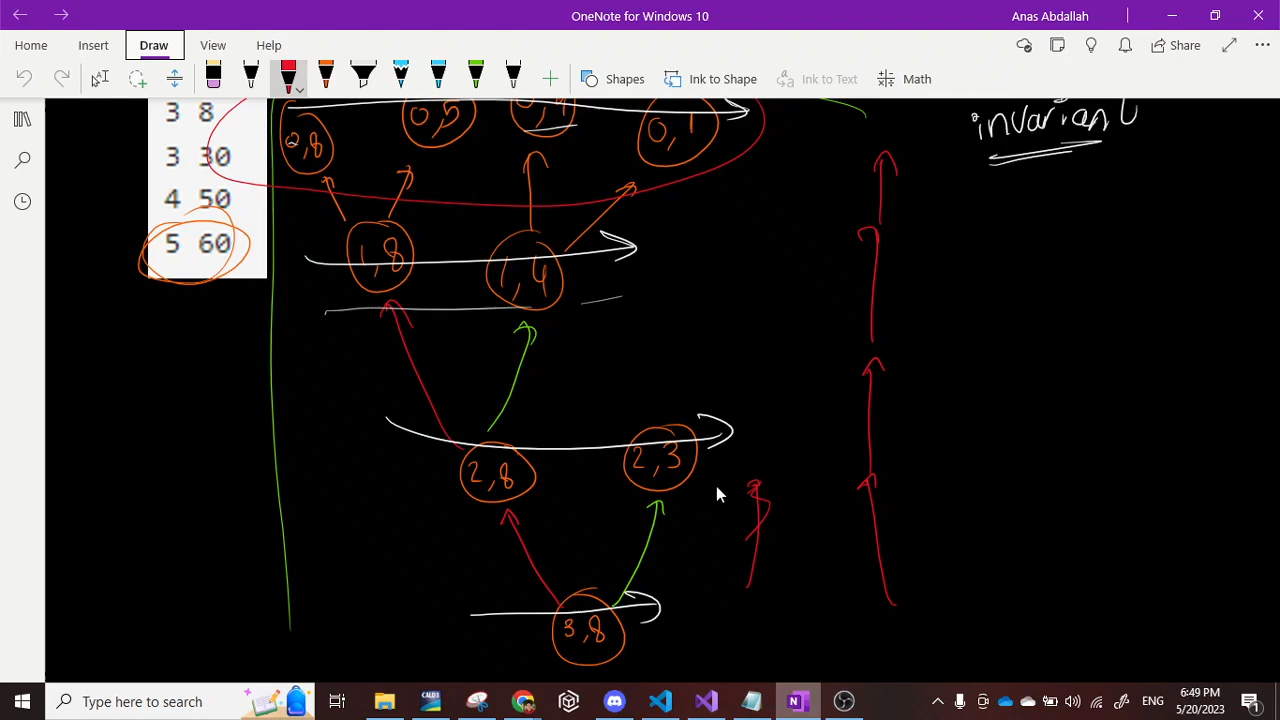 OneNote for Windows 10
Anas Abdallah
Home
Insert
Draw
View
Help
Share
Shapes
Ink to Shape
Ink to Text
Math
3 8
3 30
4 50
5 60
2,8
0,5
0,1
invariant
1,8
1,4
2,8
2,3
3,8
Type here to search
ENG
6:49 PM
5/20/2023